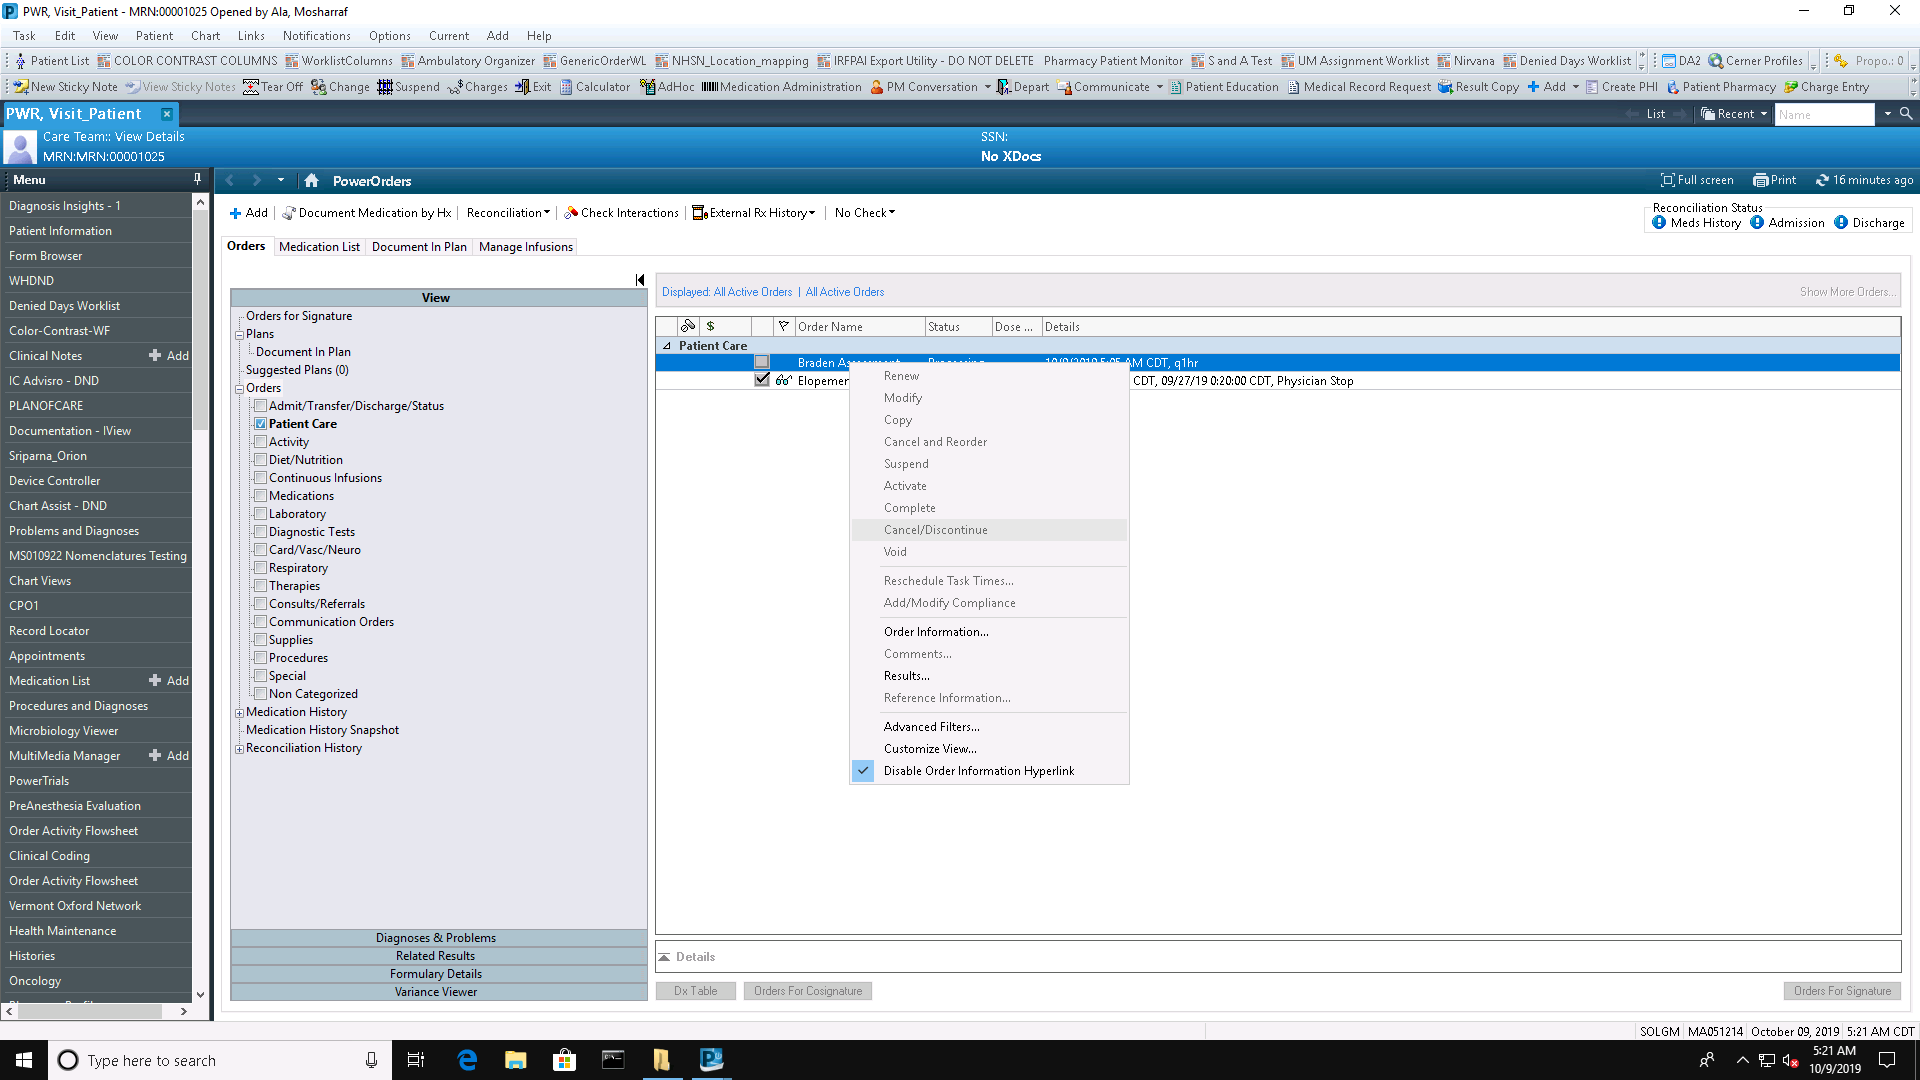 PWR, Visit_Patient - MRN:00001025 Opened by Ala, Mosharraf
Task Edit View Patient Chart Links Notifications Options Current Add Help
Patient List COLOR CONTRAST COLUMNS WorklistColumns Ambulatory Organizer GenericOrderWL NHSN_Location_mapping IRFPAI Export Utility - DO NOT DELETE Pharmacy Patient Monitor S and A Test UM Assignment Worklist Nirvana Denied Days Worklist DA2 Cerner Profiles Propo.: 0
New Sticky Note View Sticky Notes Tear Off Change Suspend Charges Exit Calculator AdHoc Medication Administration PM Conversation Depart Communicate Patient Education Medical Record Request Result Copy Add Create PHI Patient Pharmacy Charge Entry
PWR, Visit_Patient List Recent Name
Care Team:: View Details SSN:
MRN:MRN:00001025 No XDocs
Menu
Diagnosis Insights - 1
Patient Information
Form Browser
WHDND
Denied Days Worklist
Color-Contrast-WF
Clinical Notes Add
IC Advisro - DND
PLANOFCARE
Documentation - IView
Sriparna_Orion
Device Controller
Chart Assist - DND
Problems and Diagnoses
MS010922 Nomenclatures Testing
Chart Views
CPO1
Record Locator
Appointments
Medication List Add
Procedures and Diagnoses
Microbiology Viewer
MultiMedia Manager Add
PowerTrials
PreAnesthesia Evaluation
Order Activity Flowsheet
Clinical Coding
Order Activity Flowsheet
Vermont Oxford Network
Health Maintenance
Histories
Oncology
PowerOrders Full screen Print 16 minutes ago
Add Document Medication by Hx Reconciliation Check Interactions External Rx History No Check
Reconciliation Status
Meds History Admission Discharge
Orders Medication List Document In Plan Manage Infusions
View
Orders for Signature
Plans
Document In Plan
Suggested Plans (0)
Orders
Admit/Transfer/Discharge/Status
Patient Care
Activity
Diet/Nutrition
Continuous Infusions
Medications
Laboratory
Diagnostic Tests
Card/Vasc/Neuro
Respiratory
Therapies
Consults/Referrals
Communication Orders
Supplies
Procedures
Special
Non Categorized
Medication History
Medication History Snapshot
Reconciliation History
Diagnoses & Problems
Related Results
Formulary Details
Variance Viewer
Displayed: All Active Orders | All Active Orders Show More Orders...
$ Order Name Status Dose ... Details
Patient Care
Braden Assessment Processing 10/9/2019 5:05 AM CDT, q1hr
Elopemen CDT, 09/27/19 0:20:00 CDT, Physician Stop
Renew
Modify
Copy
Cancel and Reorder
Suspend
Activate
Complete
Cancel/Discontinue
Void
Reschedule Task Times...
Add/Modify Compliance
Order Information...
Comments...
Results...
Reference Information...
Advanced Filters...
Customize View...
Disable Order Information Hyperlink
Details
Dx Table Orders For Cosignature Orders For Signature
SOLGM MA051214 October 09, 2019 5:21 AM CDT
Type here to search
5:21 AM
10/9/2019